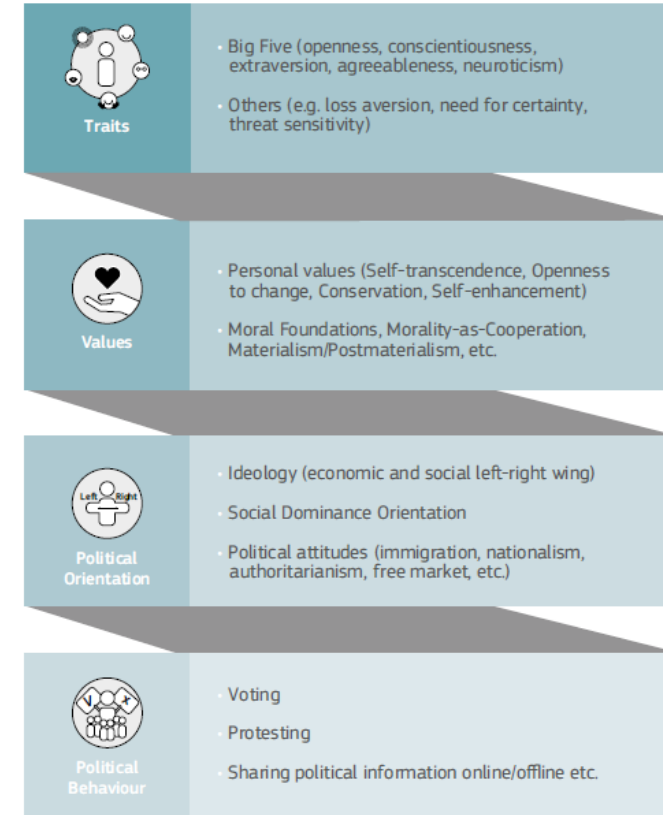 · Big Five (openness, conscientiousness,
extraversion, agreeableness, neuroticism)
· Others (e.g. loss aversion, need for certainty,
threat sensitivity)
Traits
· Personal values (Self-transcendence, Openness
to change, Conservation, Self-enhancement)
· Moral Foundations, Morality-as-Cooperation,
Materialism/Postmaterialism, etc.
Values
· Ideology (economic and social left-right wing)
Left Right
· Social Dominance Orientation
· Political attitudes (immigration, nationalism,
authoritarianism, free market, etc.)
Political
Orientation
· Voting
V X
· Protesting
· Sharing political information online/offline etc.
Political
Behaviour